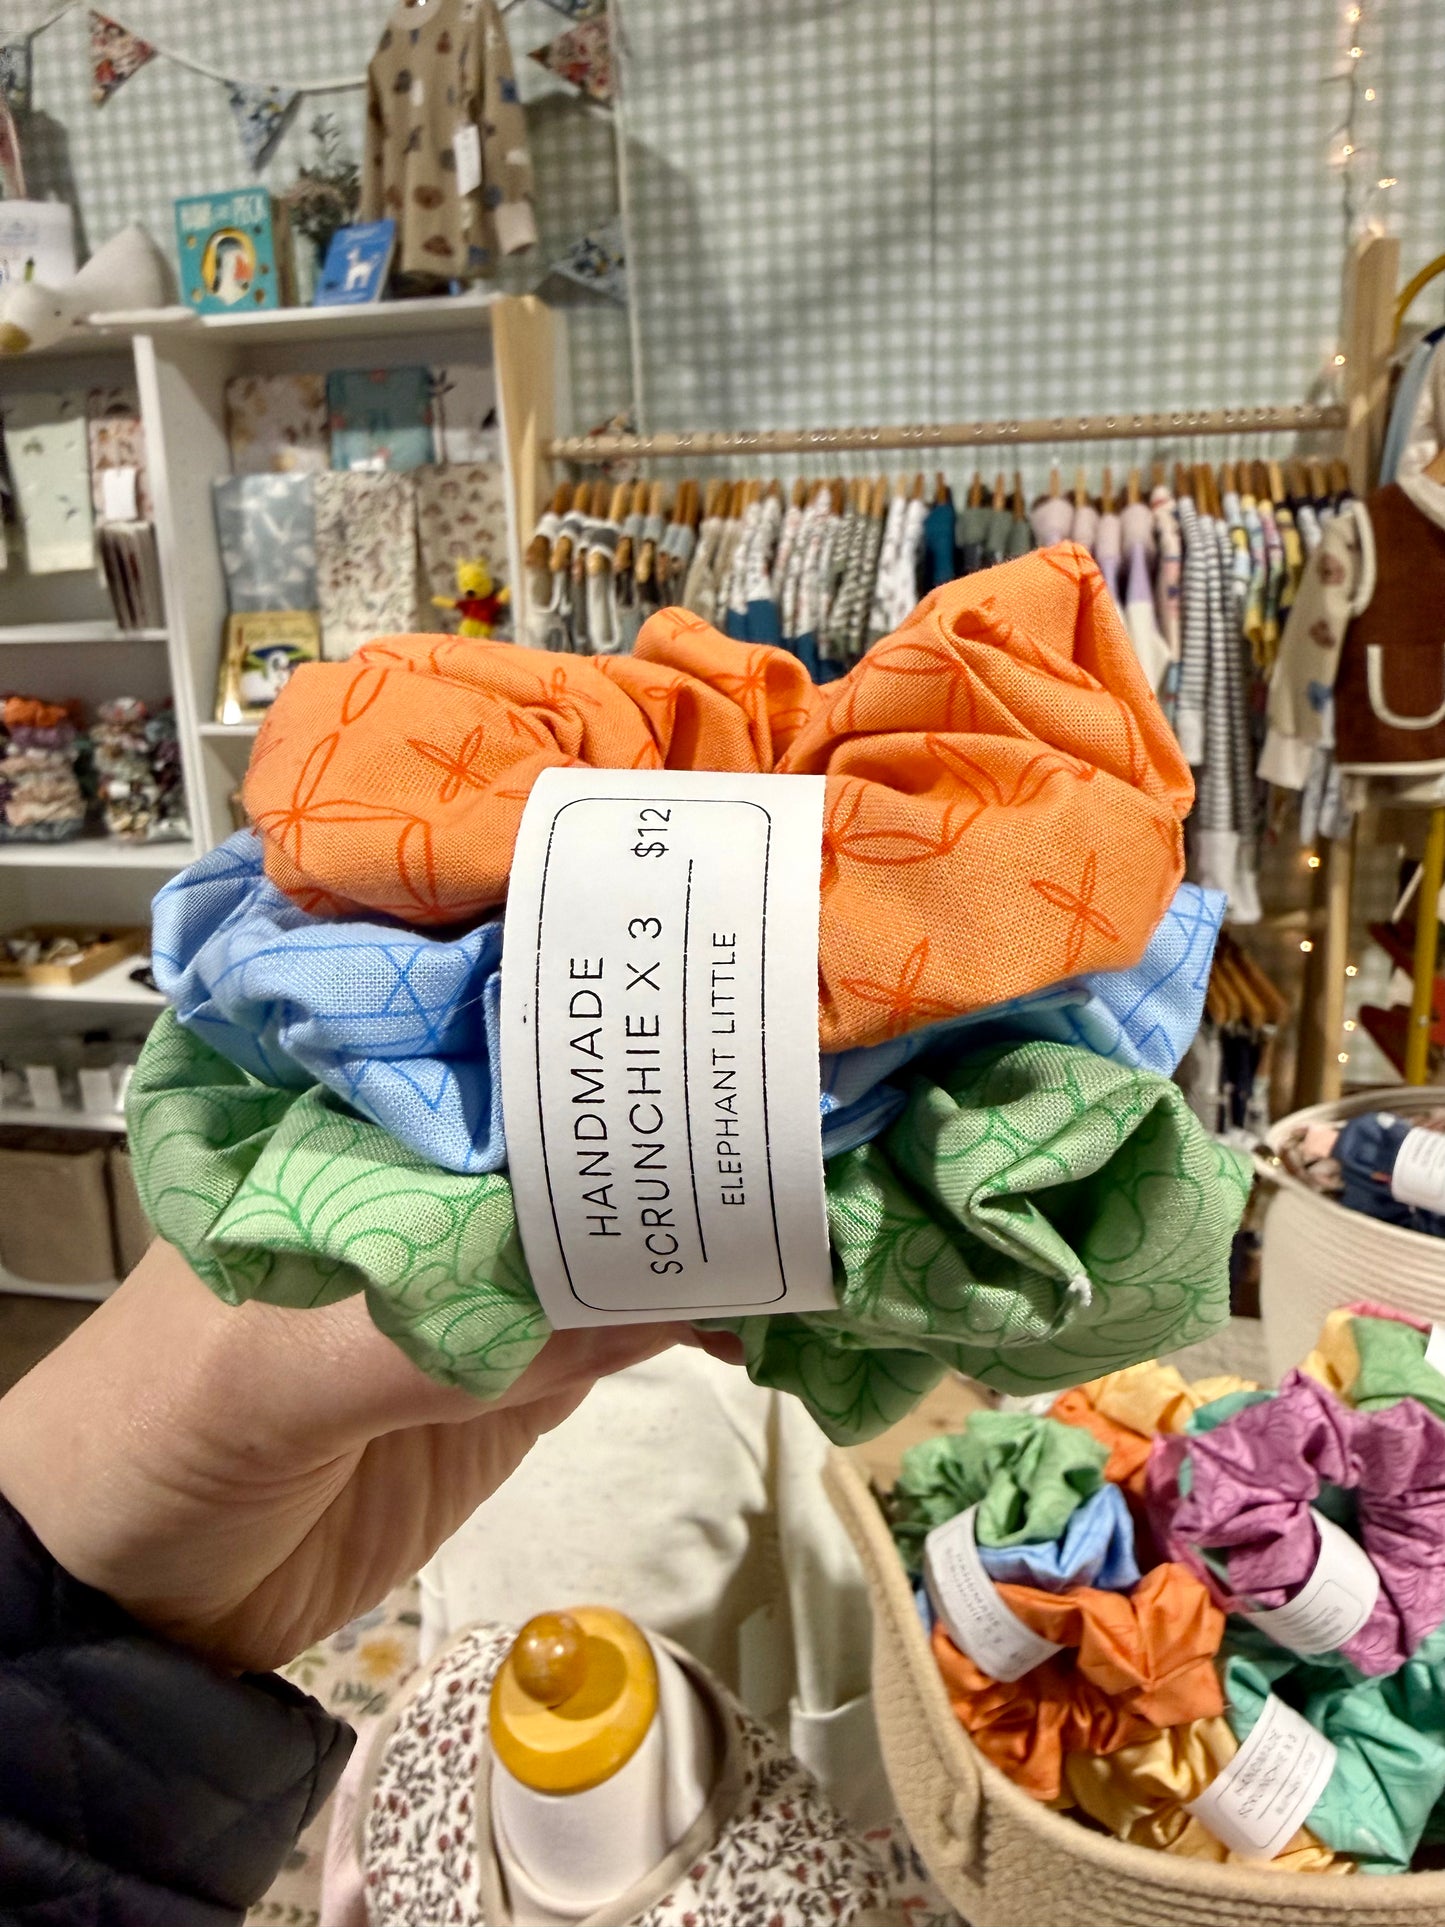 HANDMADE
SCRUNCHIE X 3 $12
ELEPHANT LITTLE